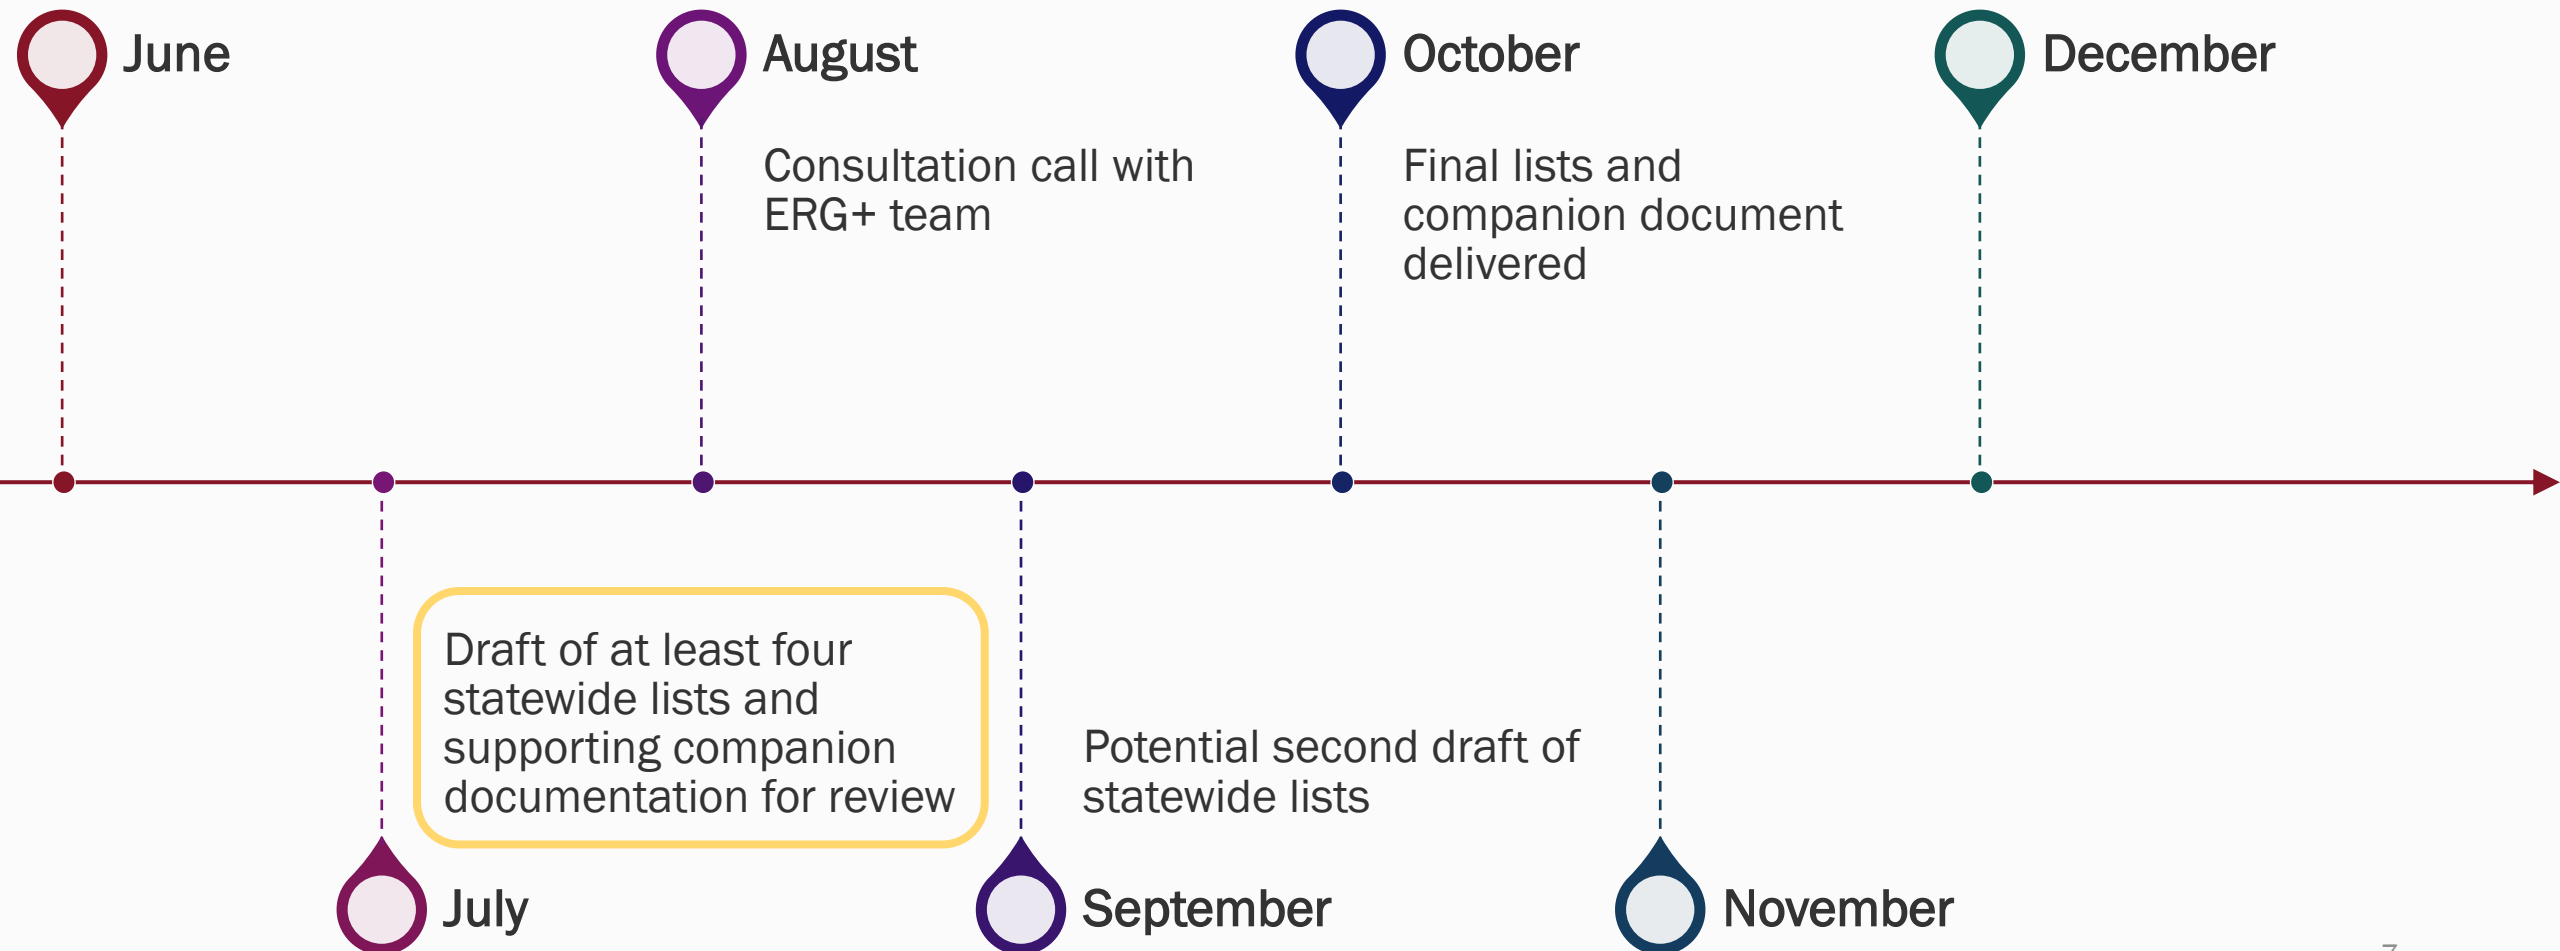 June
August
Consultation call with
ERG+ team
October
Final lists and
companion document
delivered
December
Draft of at least four
statewide lists and
supporting companion
documentation for review
July
Potential second draft of
statewide lists
September
November